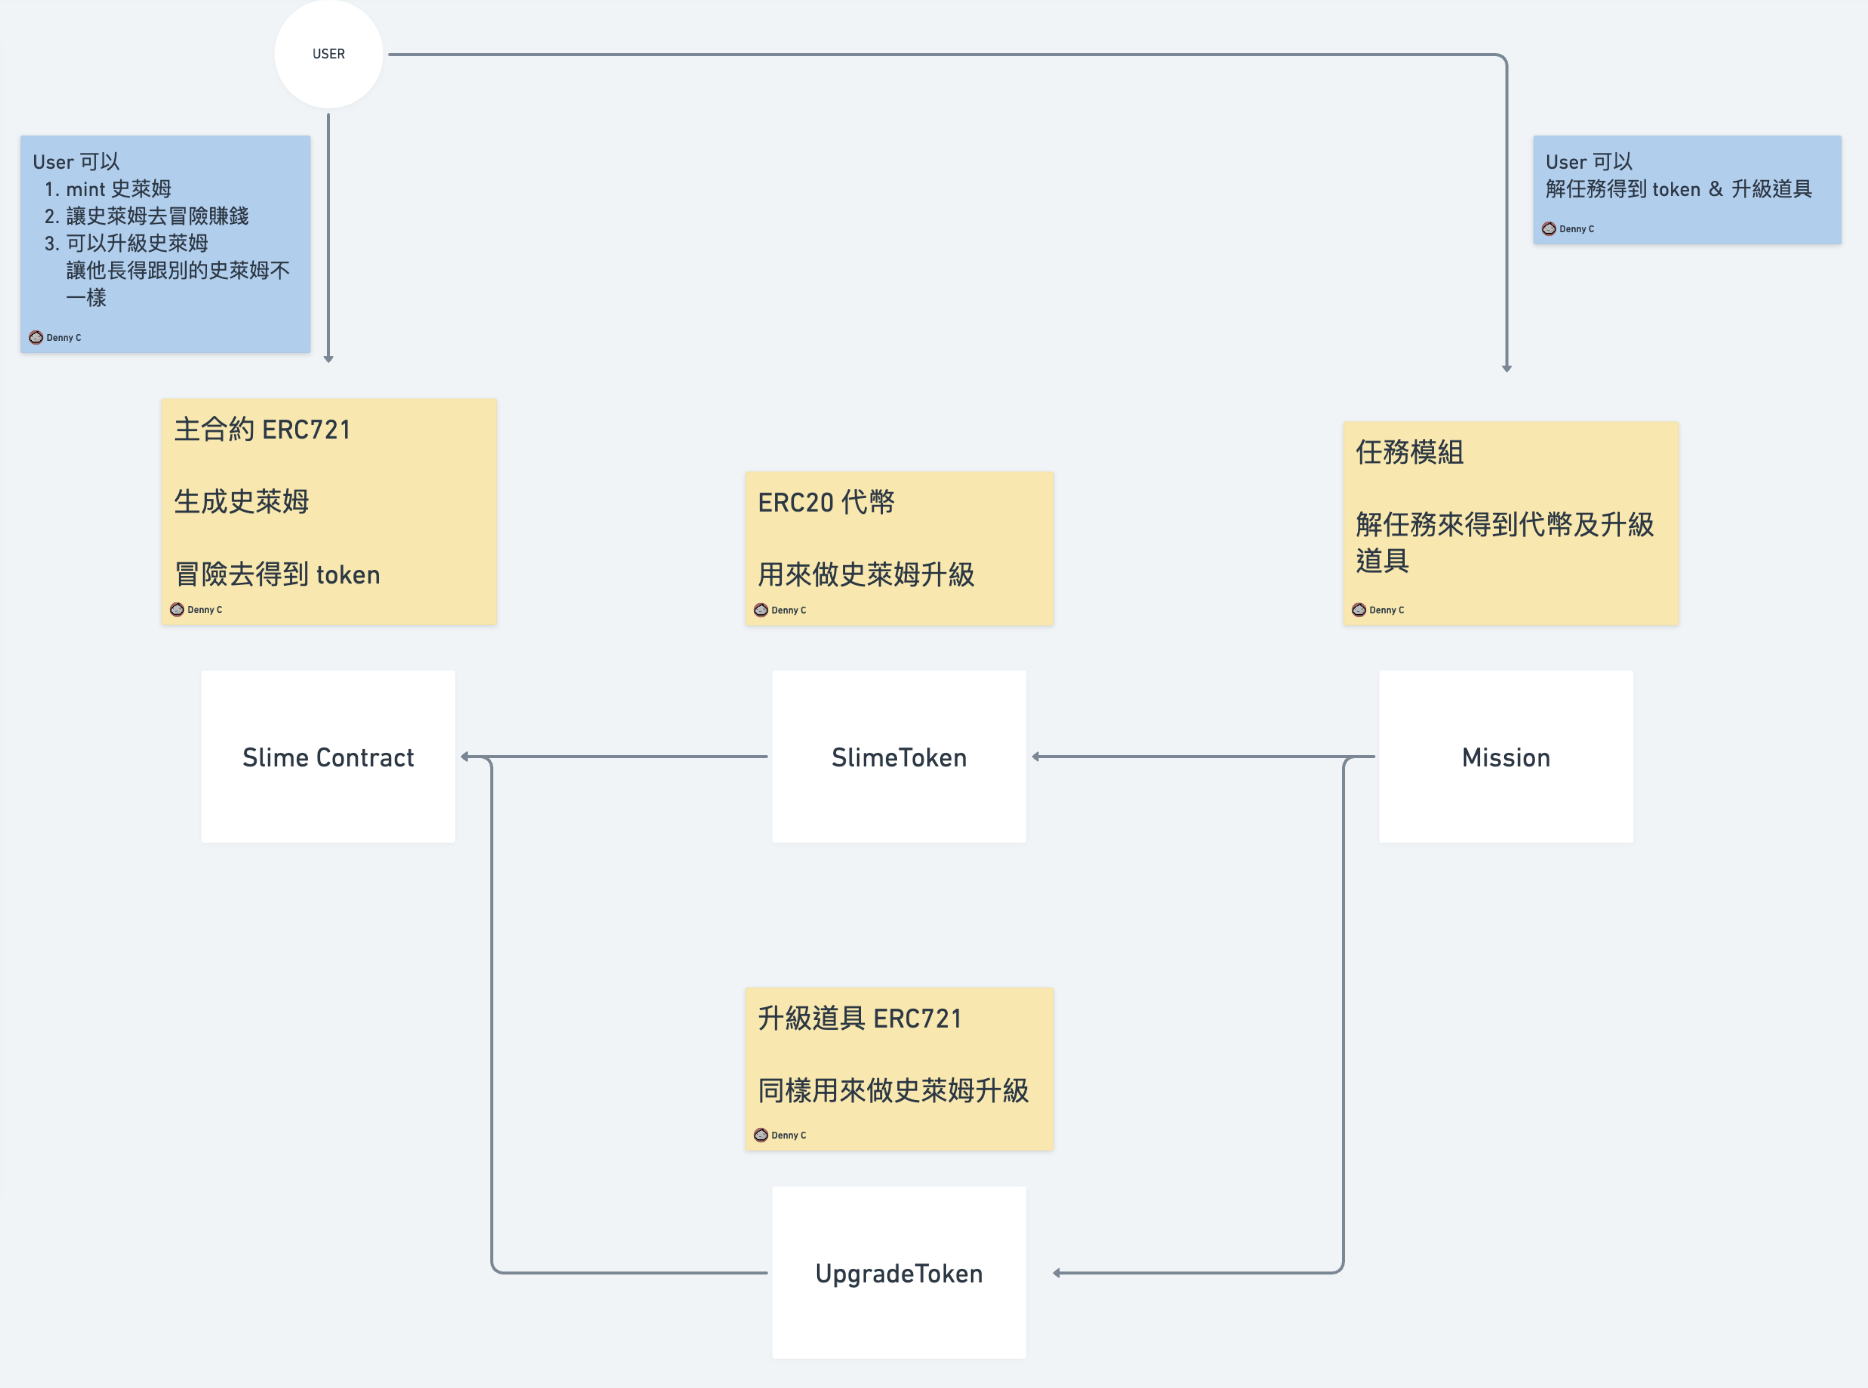 USER
User 可以
1. mint 史萊姆
2. 讓史萊姆去冒險賺錢
3. 可以升級史萊姆
讓他長得跟別的史萊姆不
一樣
Denny C
User 可以
解任務得到 token & 升級道具
Denny C
主合約 ERC721
生成史萊姆
冒險去得到 token
Denny C
ERC20 代幣
用來做史萊姆升級
Denny C
任務模組
解任務來得到代幣及升級
道具
Denny C
Slime Contract
SlimeToken
Mission
升級道具 ERC721
同樣用來做史萊姆升級
Denny C
UpgradeToken